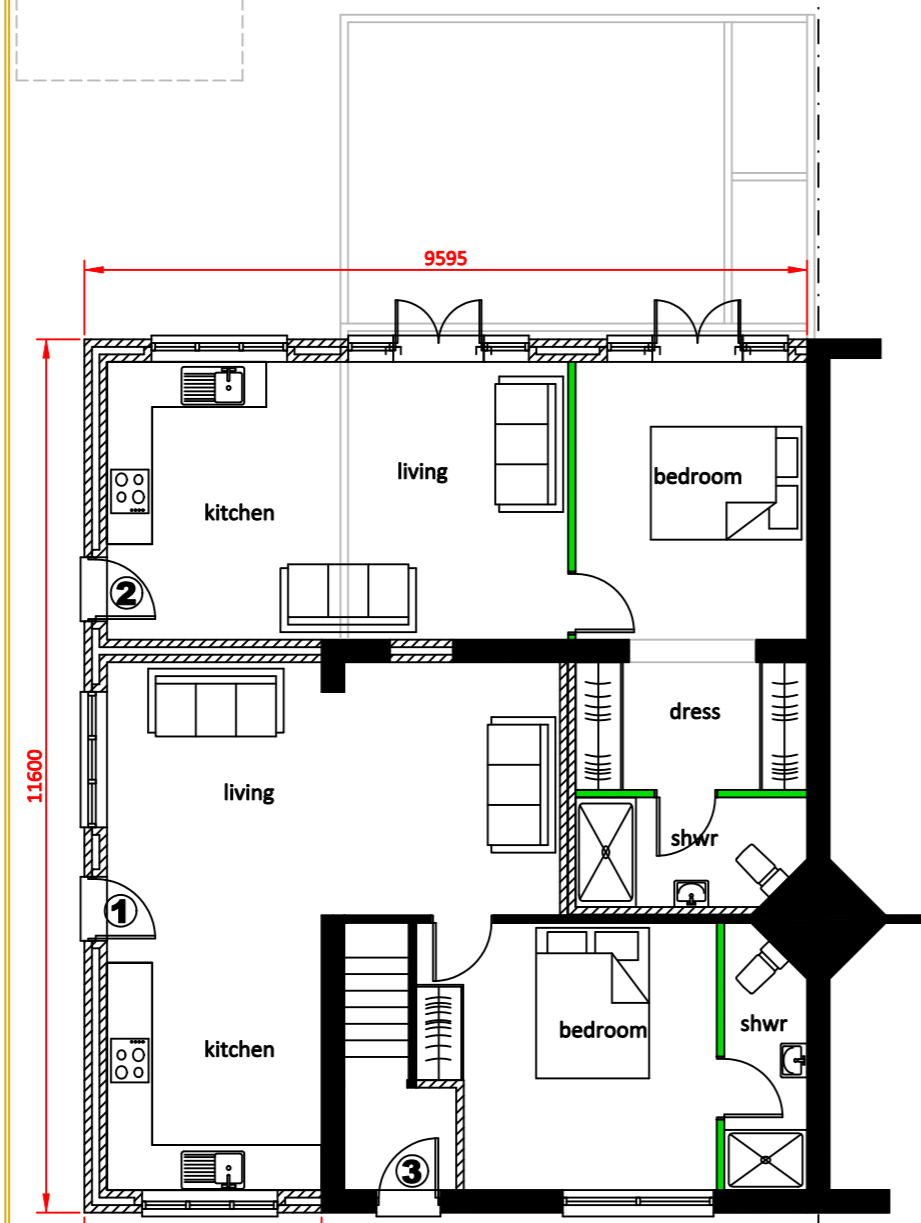 9595
living
bedroom
kitchen
2
dress
11600
living
shwr
1
bedroom
shwr
kitchen
3